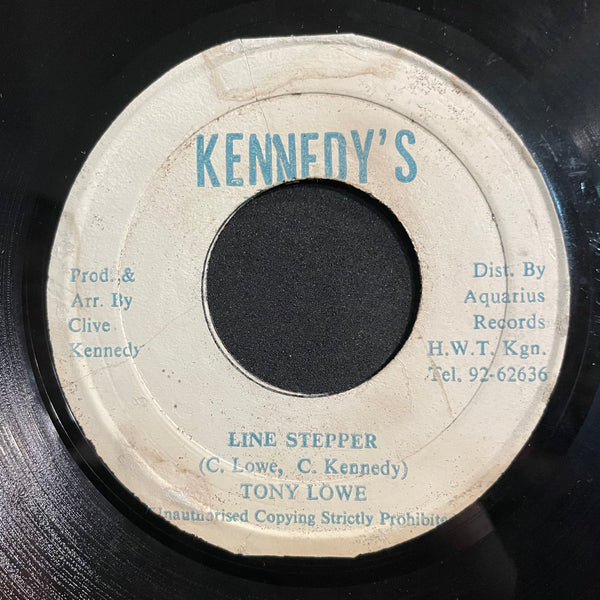 KENNEDY'S
Prod. &
Arr. By
Clive
Kennedy
Dist. By
Aquarius
Records
H.W.T. Kgn.
Tel. 92-62636
LINE STEPPER
(C. Lowe, C. Kennedy)
TONY LOWE
Unauthorised Copying Strictly Prohibite